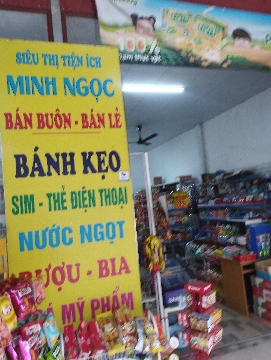 100%
SIÊU THỊ TIỆN ÍCH
MINH NGỌC
BÁN BUÔN - BÁN LẺ
BÁNH KẸO
SIM - THẺ ĐIỆN THOẠI
NƯỚC NGỌT
RƯỢU - BIA
MỸ PHẨM